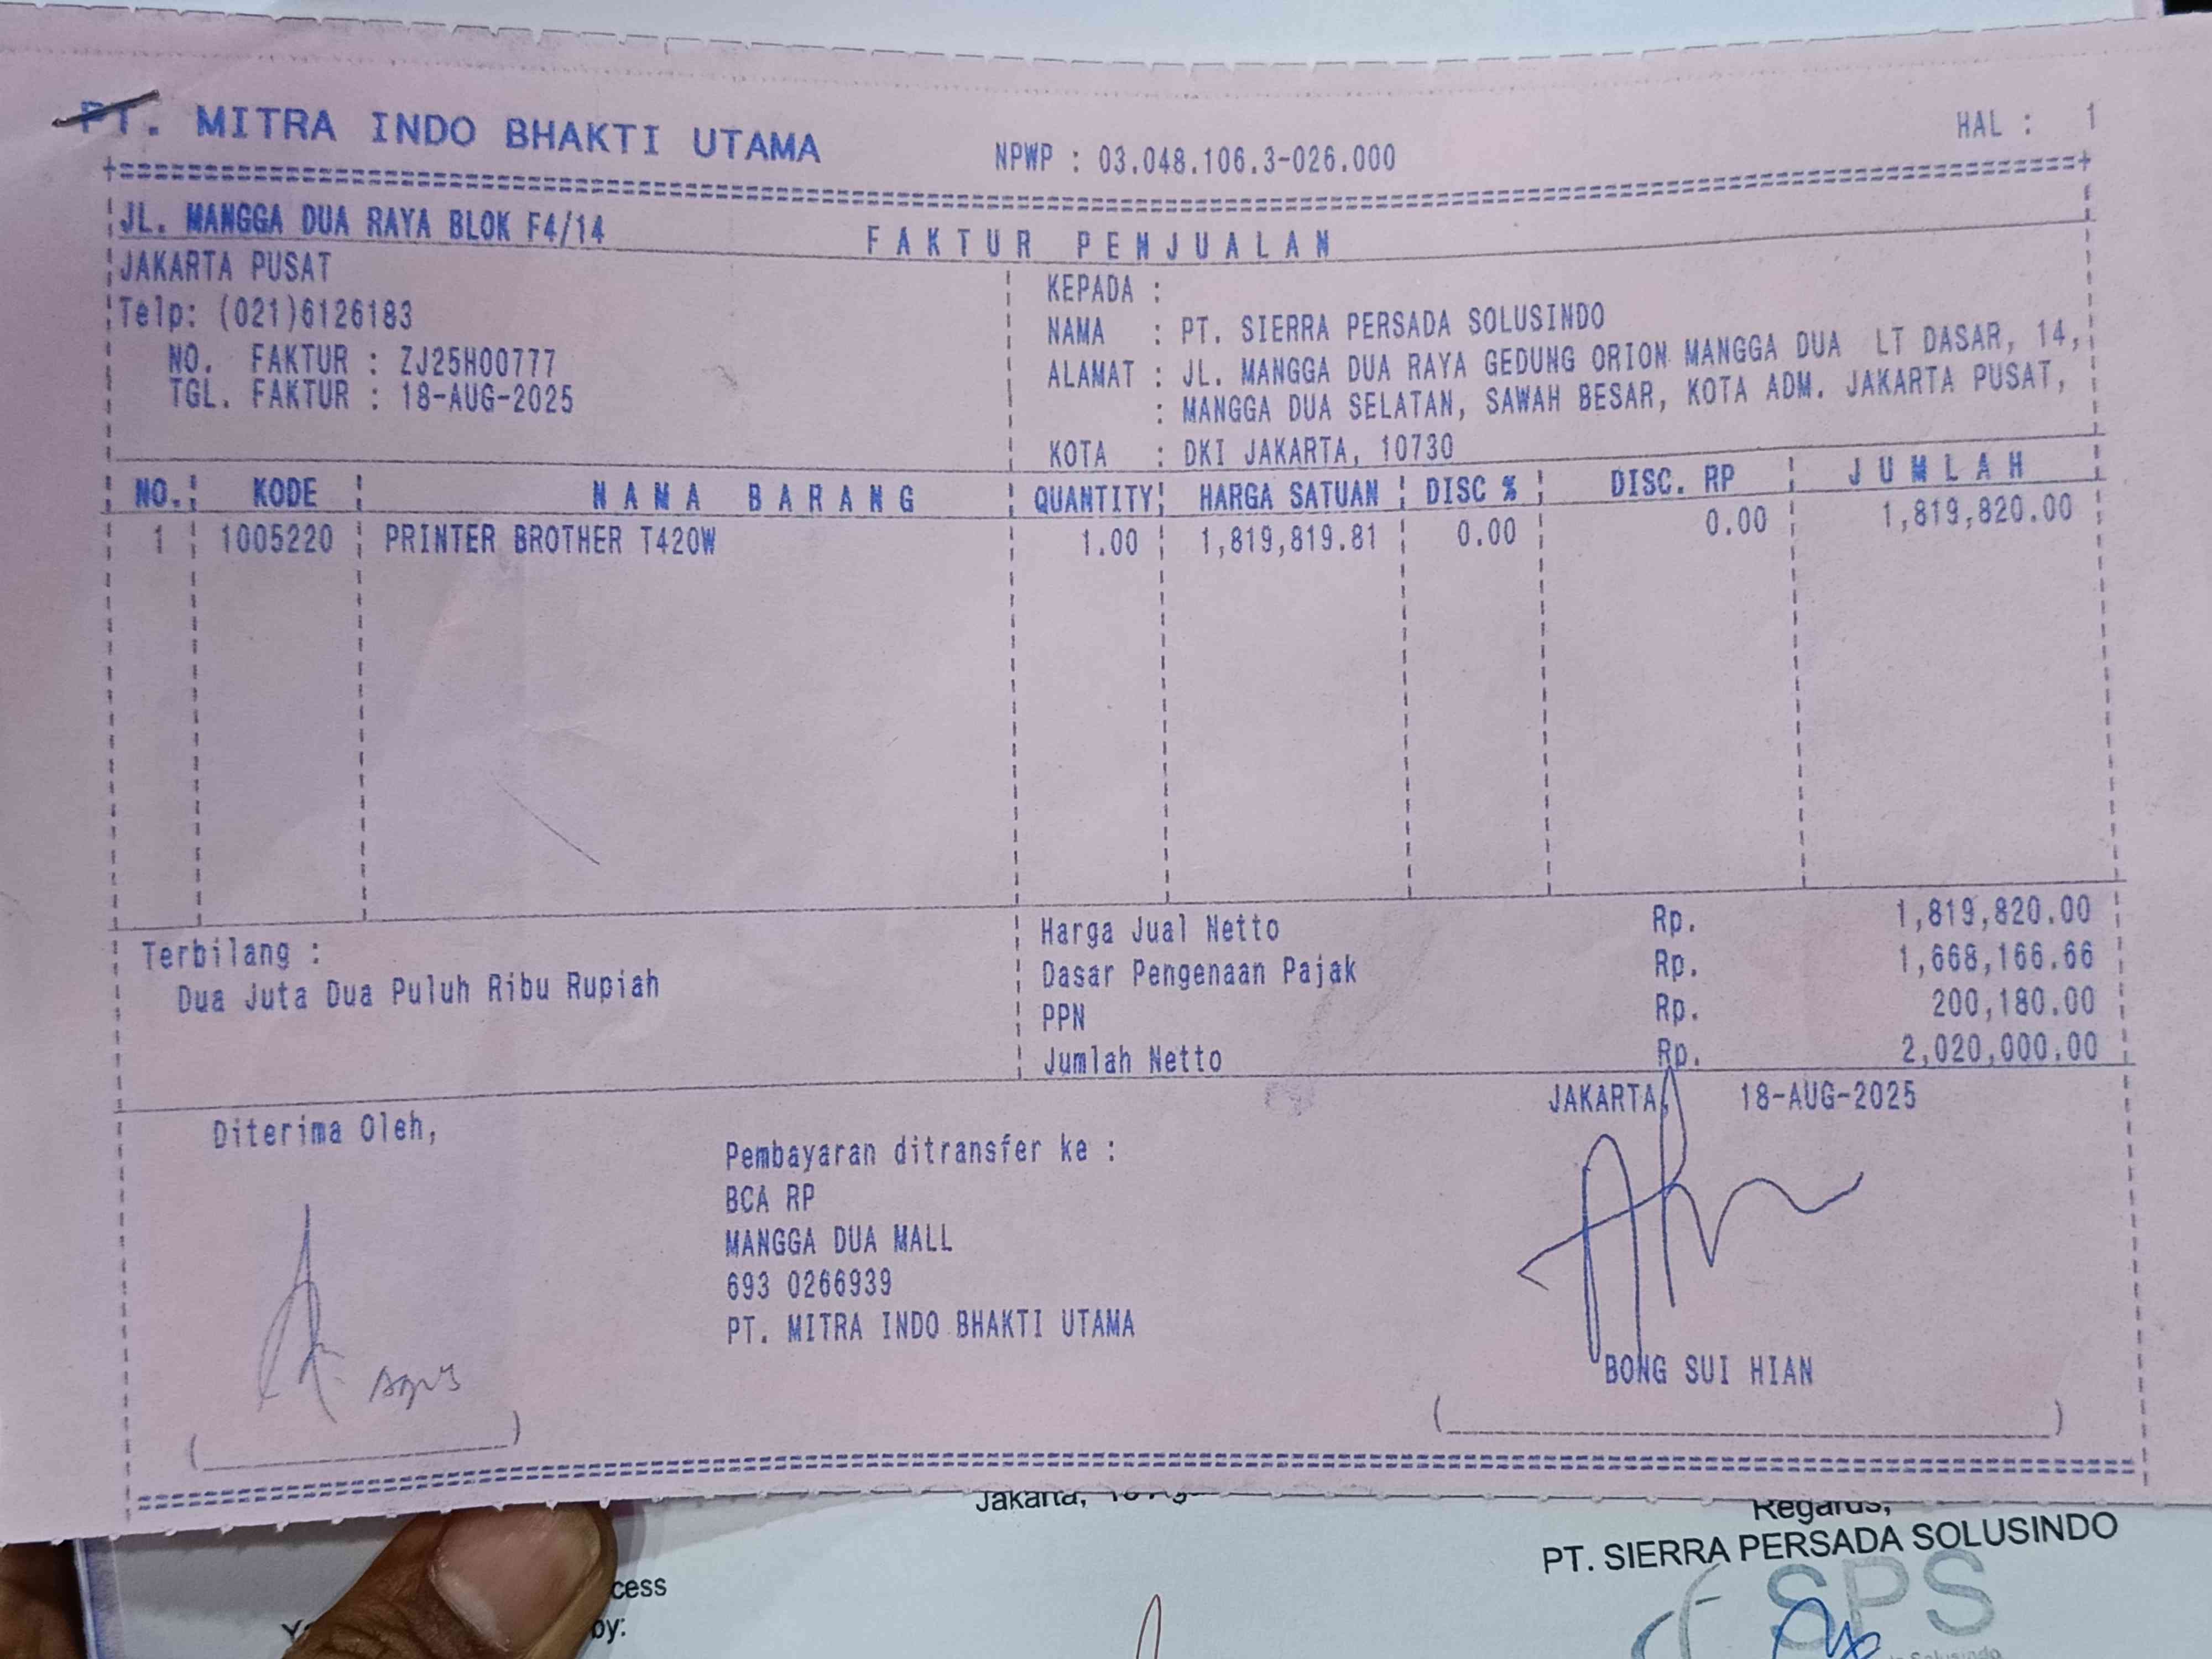 PT. MITRA INDO BHAKTI UTAMA
NPWP : 03.048.106.3-026.000
HAL : 1
JL. MANGGA DUA RAYA BLOK F4/14
FAKTUR PENJUALAN
JAKARTA PUSAT
Telp: (021)6126183
NO. FAKTUR : ZJ25H00777
TGL. FAKTUR : 18-AUG-2025
KEPADA :
NAMA : PT. SIERRA PERSADA SOLUSINDO
ALAMAT : JL. MANGGA DUA RAYA GEDUNG ORION MANGGA DUA LT DASAR, 14,
: MANGGA DUA SELATAN, SAWAH BESAR, KOTA ADM. JAKARTA PUSAT,
KOTA : DKI JAKARTA, 10730
NO. KODE NAMA BARANG QUANTITY HARGA SATUAN DISC % DISC. RP JUMLAH
1 1005220 PRINTER BROTHER T420W 1.00 1,819,819.81 0.00 0.00 1,819,820.00
Terbilang :
Dua Juta Dua Puluh Ribu Rupiah
Harga Jual Netto Rp. 1,819,820.00
Dasar Pengenaan Pajak Rp. 1,668,166.66
PPN Rp. 200,180.00
Jumlah Netto Rp. 2,020,000.00
JAKARTA, 18-AUG-2025
Diterima Oleh,
Agus
Pembayaran ditransfer ke :
BCA RP
MANGGA DUA MALL
693 0266939
PT. MITRA INDO BHAKTI UTAMA
BONG SUI HIAN
Jakarta,
Regards,
PT. SIERRA PERSADA SOLUSINDO
cess
by:
SPS